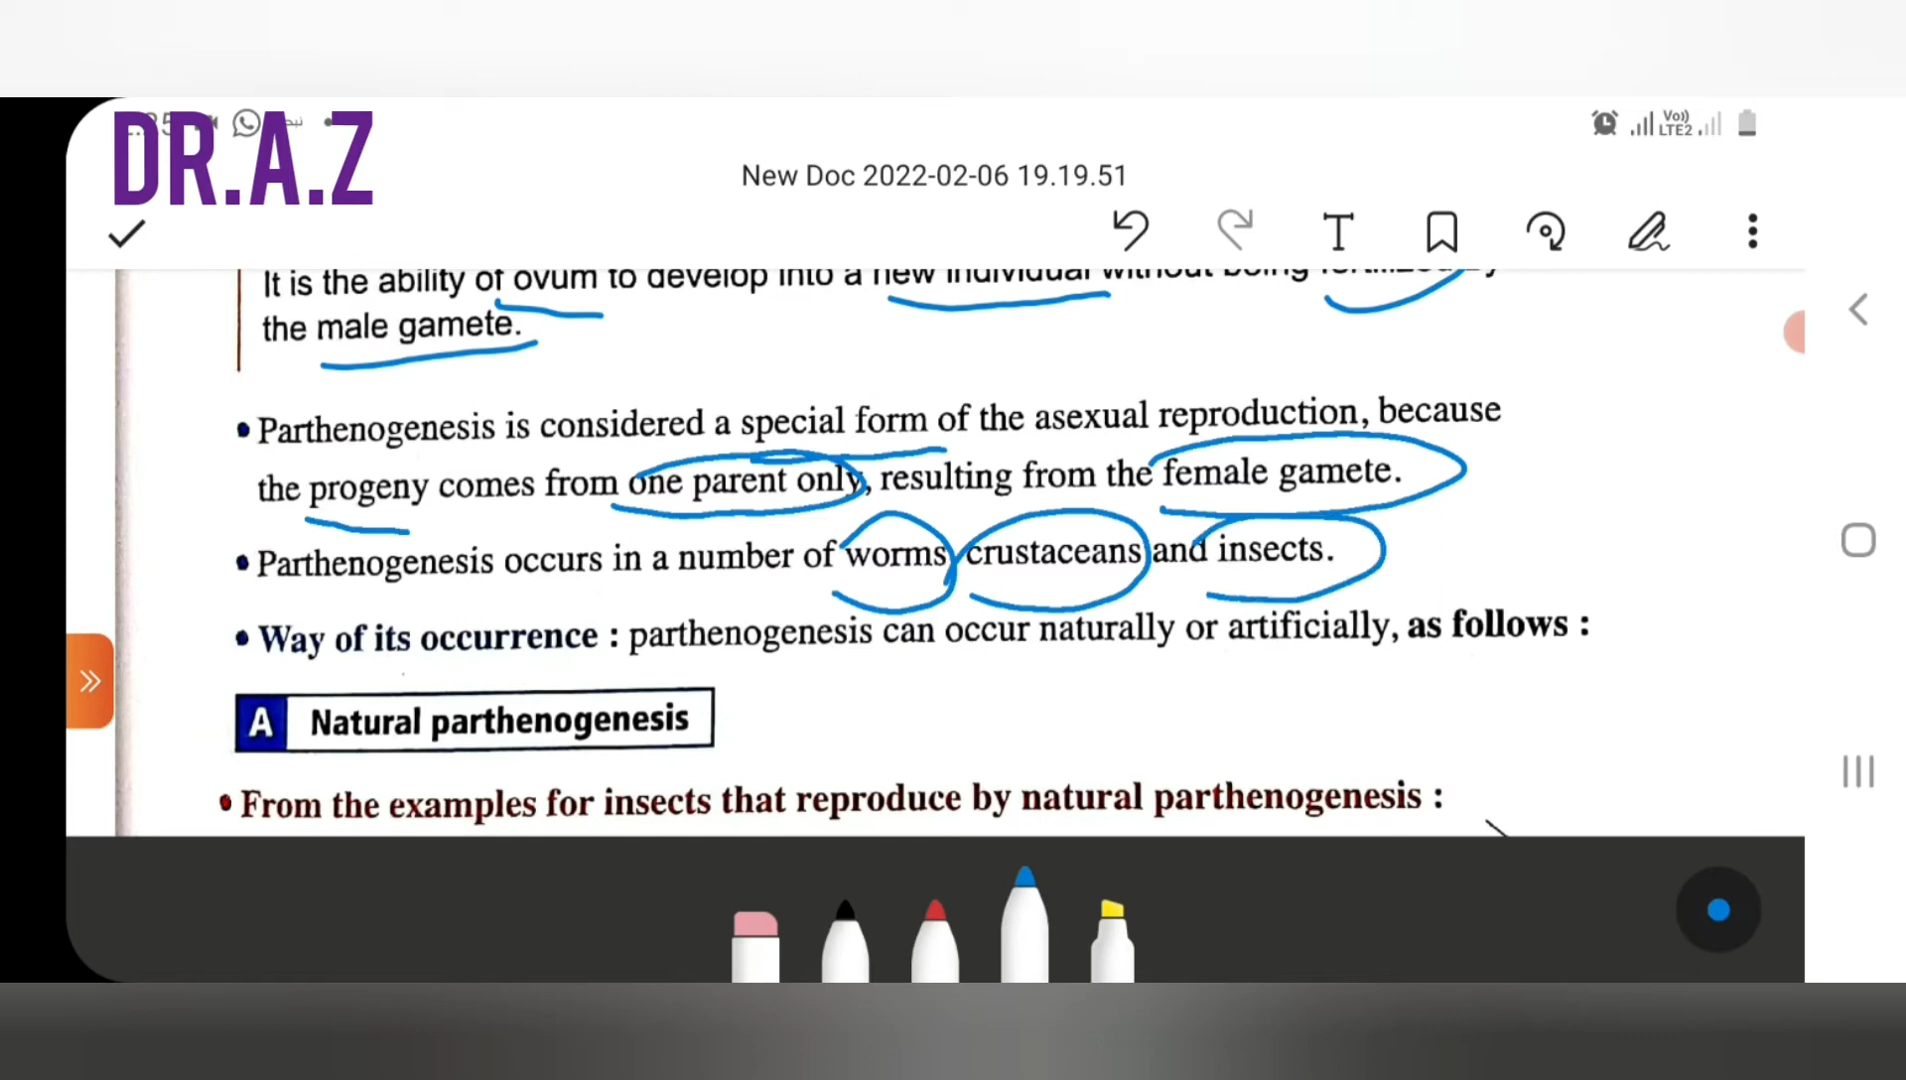 DR.A.Z
New Doc 2022-02-06 19.19.51
Vo))
LTE2
T
It is the ability of ovum to develop into a new individual without being fertilized
the male gamete.
• Parthenogenesis is considered a special form of the asexual reproduction, because
the progeny comes from one parent only, resulting from the female gamete.
• Parthenogenesis occurs in a number of worms, crustaceans and insects.
• Way of its occurrence : parthenogenesis can occur naturally or artificially, as follows :
A Natural parthenogenesis
• From the examples for insects that reproduce by natural parthenogenesis :